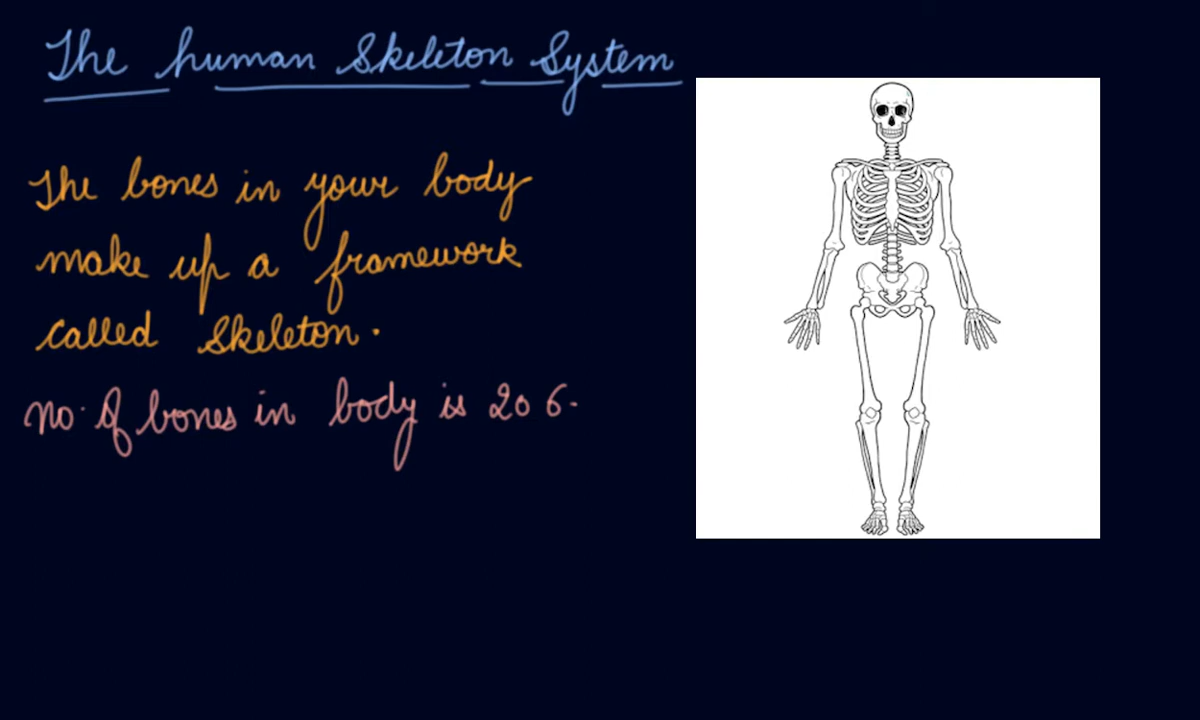 The human Skeleton System
The bones in your body
make up a framework
called Skeleton.
No. of bones in body is 206.